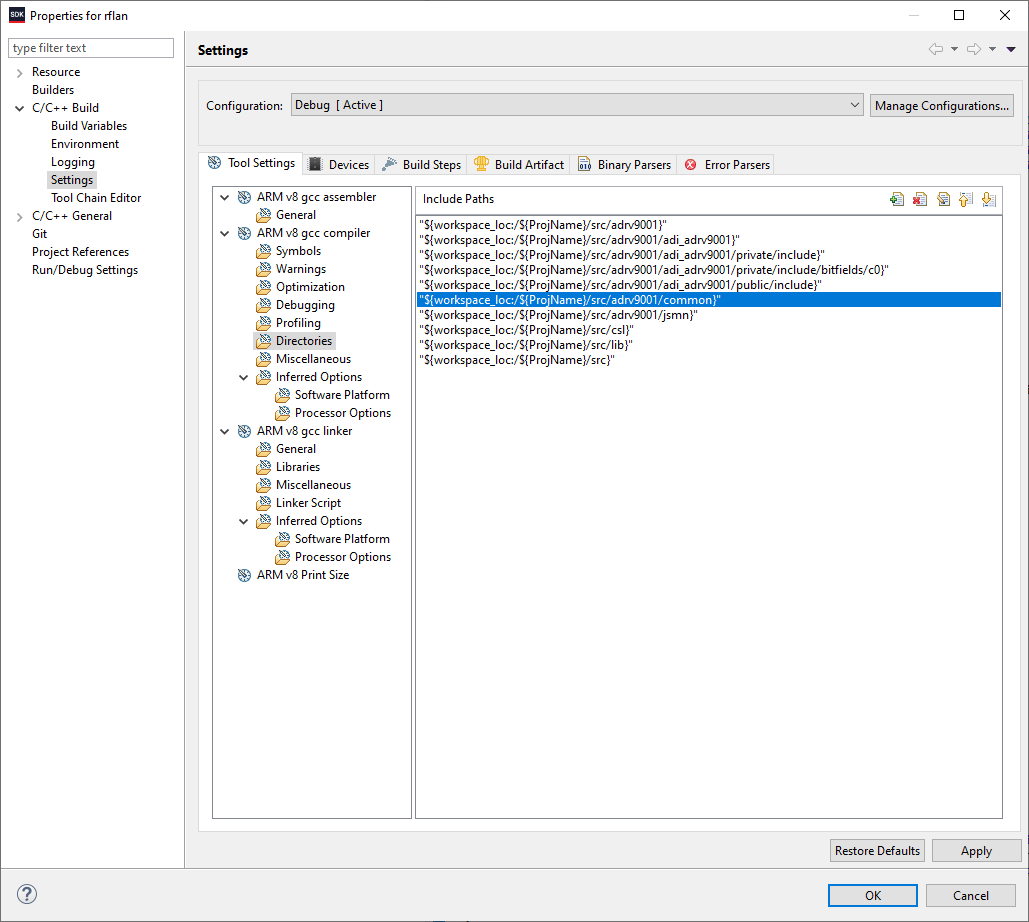 SDK Properties for rflan
type filter text
Resource
Builders
C/C++ Build
Build Variables
Environment
Logging
Settings
Tool Chain Editor
C/C++ General
Git
Project References
Run/Debug Settings
Settings
Configuration: Debug [ Active ] Manage Configurations...
Tool Settings Devices Build Steps Build Artifact Binary Parsers Error Parsers
ARM v8 gcc assembler
General
ARM v8 gcc compiler
Symbols
Warnings
Optimization
Debugging
Profiling
Directories
Miscellaneous
Inferred Options
Software Platform
Processor Options
ARM v8 gcc linker
General
Libraries
Miscellaneous
Linker Script
Inferred Options
Software Platform
Processor Options
ARM v8 Print Size
Include Paths
"${workspace_loc:/${ProjName}/src/adrv9001}"
"${workspace_loc:/${ProjName}/src/adrv9001/adi_adrv9001}"
"${workspace_loc:/${ProjName}/src/adrv9001/adi_adrv9001/private/include}"
"${workspace_loc:/${ProjName}/src/adrv9001/adi_adrv9001/private/include/bitfields/c0}"
"${workspace_loc:/${ProjName}/src/adrv9001/adi_adrv9001/public/include}"
"${workspace_loc:/${ProjName}/src/adrv9001/common}"
"${workspace_loc:/${ProjName}/src/adrv9001/jsmn}"
"${workspace_loc:/${ProjName}/src/csl}"
"${workspace_loc:/${ProjName}/src/lib}"
"${workspace_loc:/${ProjName}/src}"
Restore Defaults Apply
? OK Cancel